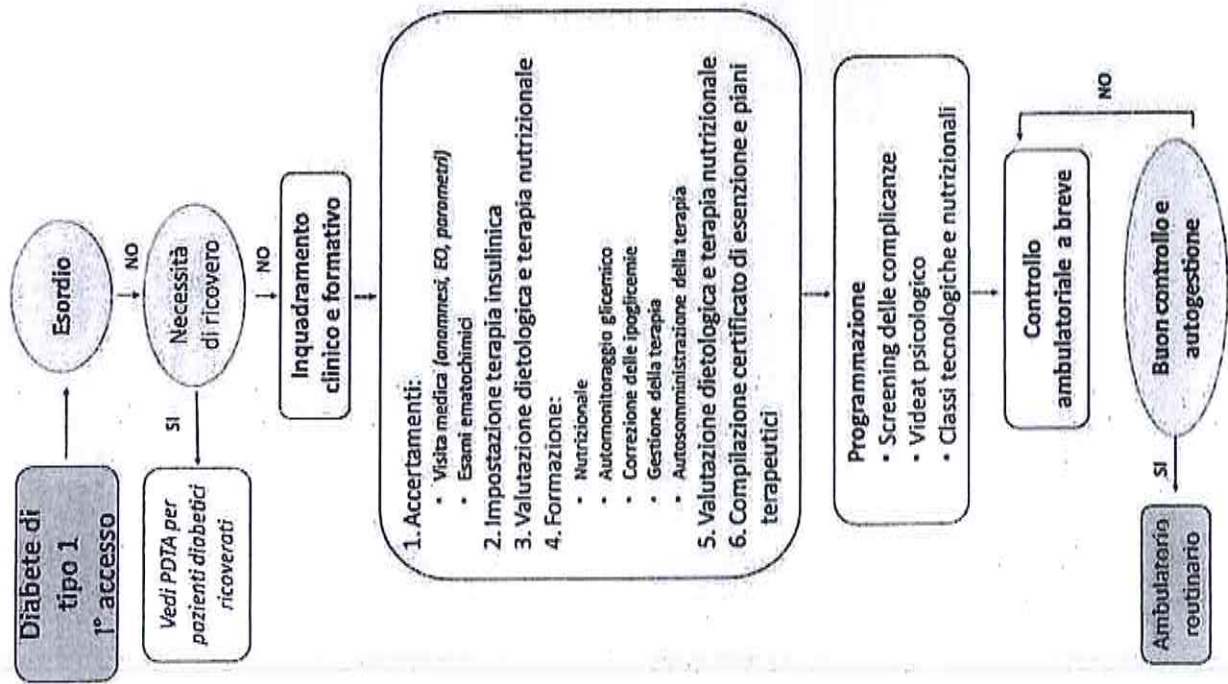 Diabete di
tipo 1
1° accesso
Esordio
NO
Necessità
di ricovero
SI
Vedi PDTA per
pazienti diabetici
ricoverati
NO
Inquadramento
clinico e formativo
1. Accertamenti:
• Visita medica (anamnesi, EO, parametri)
• Esami ematochimici
2. Impostazione terapia insulinica
3. Valutazione dietologica e terapia nutrizionale
4. Formazione:
• Nutrizionale
• Automonitoraggio glicemico
• Correzione delle ipoglicemie
• Gestione della terapia
• Autosomministrazione della terapia
5. Valutazione dietologica e terapia nutrizionale
6. Compilazione certificato di esenzione e piani
terapeutici
Programmazione
• Screening delle complicanze
• Videat psicologico
• Classi tecnologiche e nutrizionali
Controllo
ambulatoriale a breve
NO
Buon controllo e
autogestione
SI
Ambulatorio
routinario